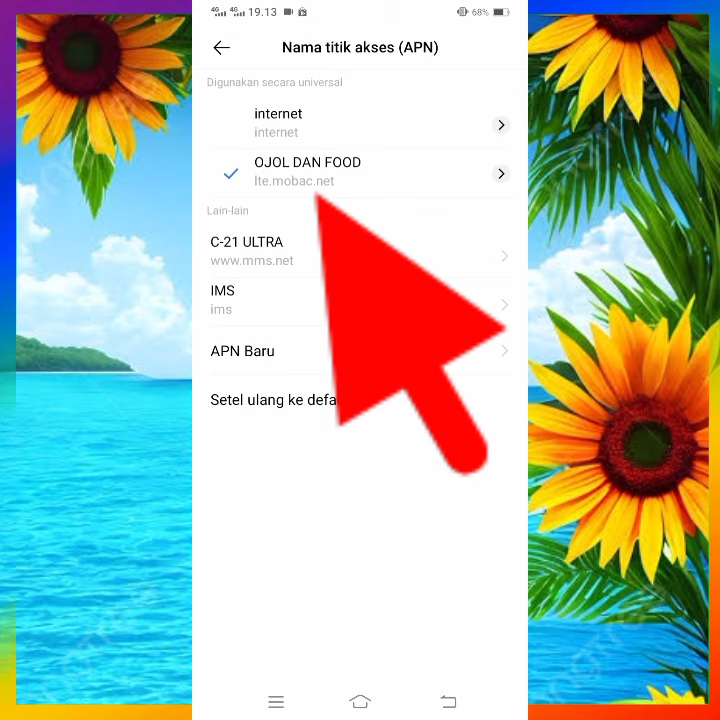 4G 4G 19.13 68%
Nama titik akses (APN)
Digunakan secara universal
internet
internet
OJOL DAN FOOD
lte.mobac.net
Lain-lain
C-21 ULTRA
www.mms.net
IMS
ims
APN Baru
Setel ulang ke defa